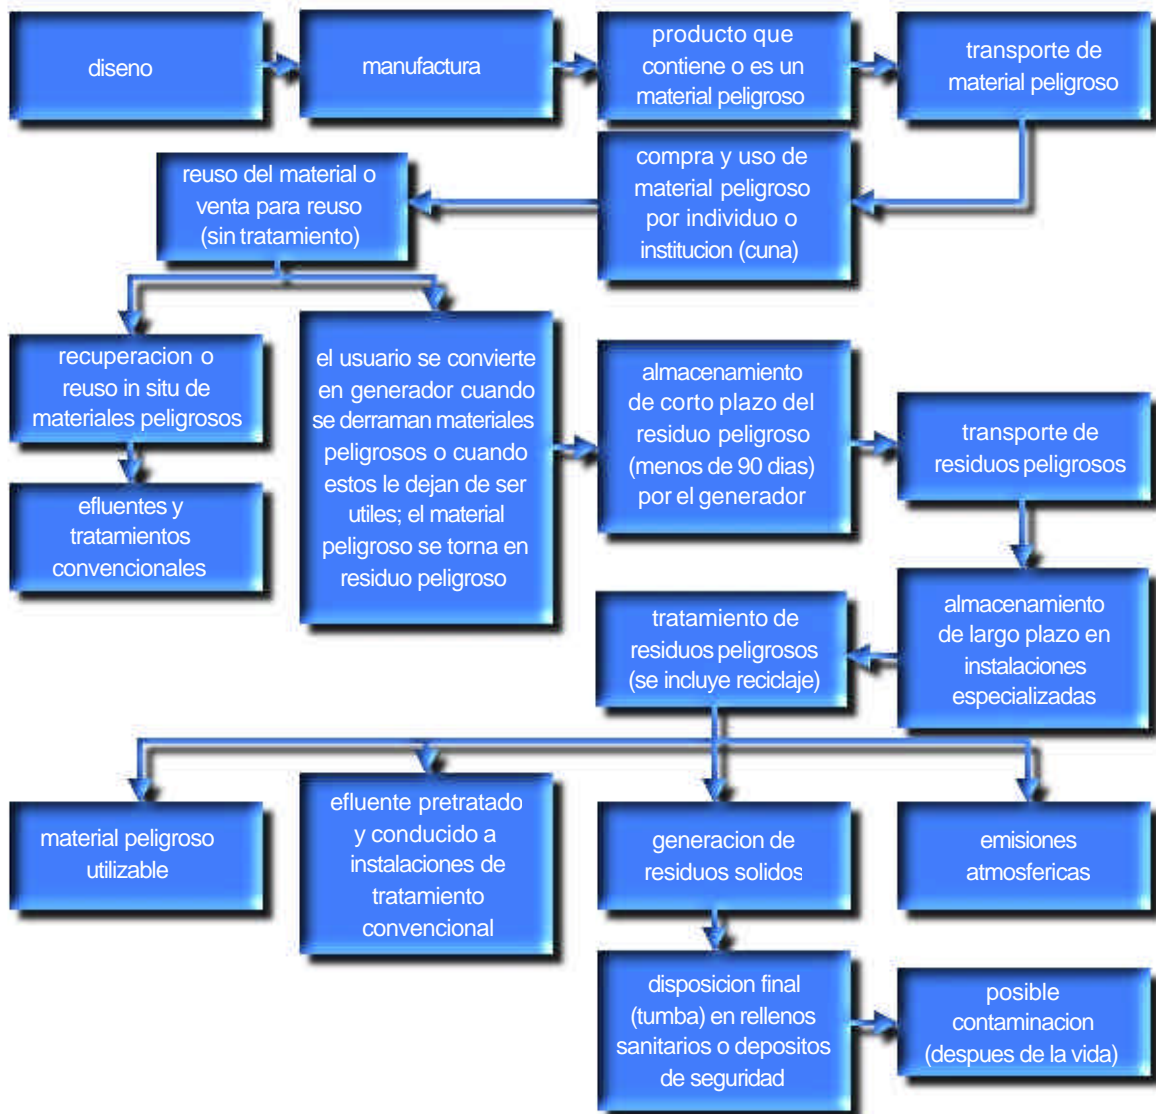 diseno
manufactura
producto que
contiene o es un
material peligroso
transporte de
material peligroso
compra y uso de
material peligroso
por individuo o
institucion (cuna)
reuso del material o
venta para reuso
(sin tratamiento)
recuperacion o
reuso in situ de
materiales peligrosos
efluentes y
tratamientos
convencionales
el usuario se convierte
en generador cuando
se derraman materiales
peligrosos o cuando
estos le dejan de ser
utiles; el material
peligroso se torna en
residuo peligroso
almacenamiento
de corto plazo del
residuo peligroso
(menos de 90 dias)
por el generador
transporte de
residuos peligrosos
almacenamiento
de largo plazo en
instalaciones
especializadas
tratamiento de
residuos peligrosos
(se incluye reciclaje)
material peligroso
utilizable
efluente pretratado
y conducido a
instalaciones de
tratamiento
convencional
generacion de
residuos solidos
emisiones
atmosfericas
disposicion final
(tumba) en rellenos
sanitarios o depositos
de seguridad
posible
contaminacion
(despues de la vida)